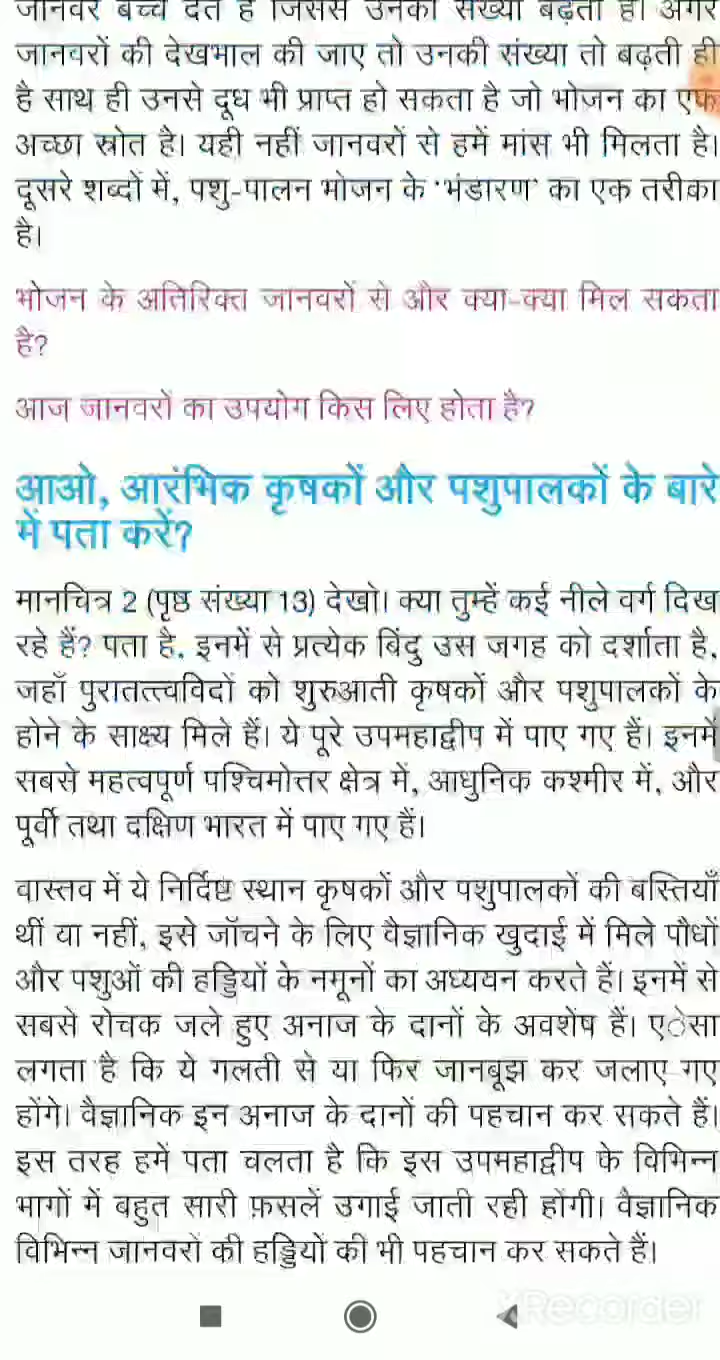 जानवर बच्चे देते हैं जिससे उनकी संख्या बढ़ती है। अगर
जानवरों की देखभाल की जाए तो उनकी संख्या तो बढ़ती ही
है साथ ही उनसे दूध भी प्राप्त हो सकता है जो भोजन का एक
अच्छा स्रोत है। यही नहीं जानवरों से हमें मांस भी मिलता है।
दूसरे शब्दों में, पशु-पालन भोजन के 'भंडारण' का एक तरीका
है।
भोजन के अतिरिक्त जानवरों से और क्या-क्या मिल सकता
है?
आज जानवरों का उपयोग किस लिए होता है?
आओ, आरंभिक कृषकों और पशुपालकों के बारे
में पता करें?
मानचित्र 2 (पृष्ठ संख्या 13) देखो। क्या तुम्हें कई नीले वर्ग दिख
रहे हैं? पता है, इनमें से प्रत्येक बिंदु उस जगह को दर्शाता है,
जहाँ पुरातत्त्वविदों को शुरुआती कृषकों और पशुपालकों के
होने के साक्ष्य मिले हैं। ये पूरे उपमहाद्वीप में पाए गए हैं। इनमें
सबसे महत्वपूर्ण पश्चिमोत्तर क्षेत्र में, आधुनिक कश्मीर में, और
पूर्वी तथा दक्षिण भारत में पाए गए हैं।
वास्तव में ये निर्दिष्ट स्थान कृषकों और पशुपालकों की बस्तियाँ
थीं या नहीं, इसे जाँचने के लिए वैज्ञानिक खुदाई में मिले पौधों
और पशुओं की हड्डियों के नमूनों का अध्ययन करते हैं। इनमें से
सबसे रोचक जले हुए अनाज के दानों के अवशेष हैं। एेसा
लगता है कि ये गलती से या फिर जानबूझ कर जलाए गए
होंगे। वैज्ञानिक इन अनाज के दानों की पहचान कर सकते हैं।
इस तरह हमें पता चलता है कि इस उपमहाद्वीप के विभिन्न
भागों में बहुत सारी फ़सलें उगाई जाती रही होंगी। वैज्ञानिक
विभिन्न जानवरों की हड्डियों की भी पहचान कर सकते हैं।
XRecorder